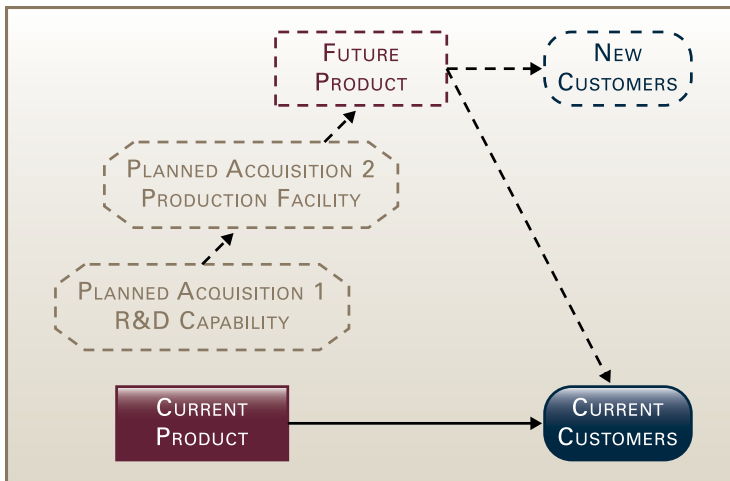 Future
Product
New
Customers
Planned Acquisition 2
Production Facility
Planned Acquisition 1
R&D Capability
Current
Product
Current
Customers